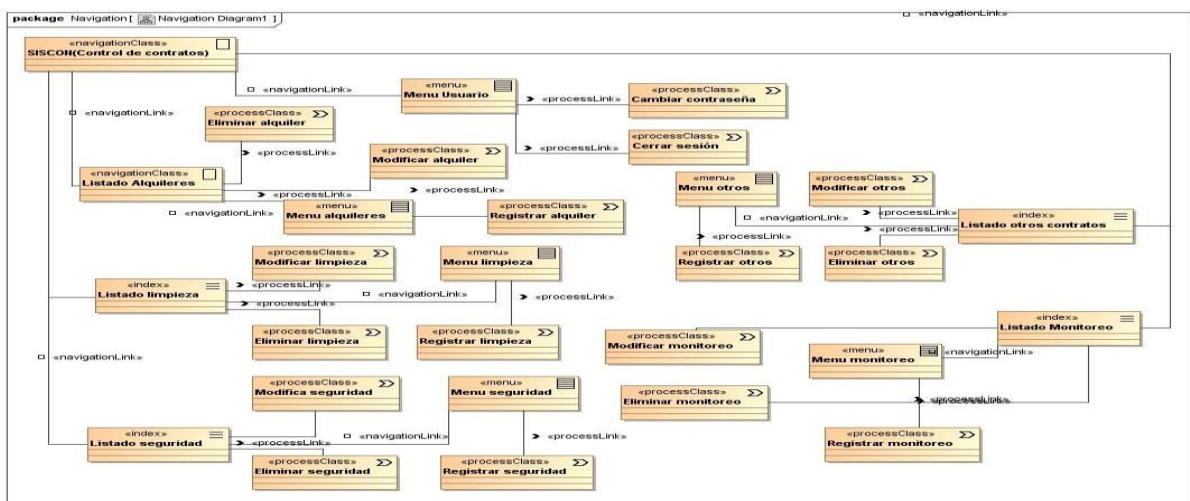 package Navigation [ Navigation Diagram1 ]
«navigationLink»
«navigationClass»
SISCON(Control de contratos)
«navigationLink»
«menu»
Menu Usuario
«processLink»
«processClass»
Cambiar contraseña
«navigationLink»
«processClass»
Eliminar alquiler
«processLink»
«processClass»
Cerrar sesión
«processLink»
«processClass»
Modificar alquiler
«navigationClass»
Listado Alquileres
«processLink»
«processLink»
«menu»
Menu otros
«processClass»
Modificar otros
«navigationLink»
«menu»
Menu alquileres
«processClass»
Registrar alquiler
«navigationLink»
«processLink»
«index»
Listado otros contratos
«processLink»
«processLink»
«processClass»
Registrar otros
«processClass»
Eliminar otros
«processClass»
Modificar limpieza
«menu»
Menu limpieza
«index»
Listado limpieza
«processLink»
«navigationLink»
«processLink»
«processLink»
«processClass»
Eliminar limpieza
«processClass»
Registrar limpieza
«index»
Listado Monitoreo
«processClass»
Modificar monitoreo
«menu»
Menu monitoreo
«navigationLink»
«navigationLink»
«processClass»
Modifica seguridad
«menu»
Menu seguridad
«processClass»
Eliminar monitoreo
«processLink»
«processLink»
«index»
Listado seguridad
«processLink»
«navigationLink»
«processLink»
«processClass»
Registrar monitoreo
«processClass»
Eliminar seguridad
«processClass»
Registrar seguridad